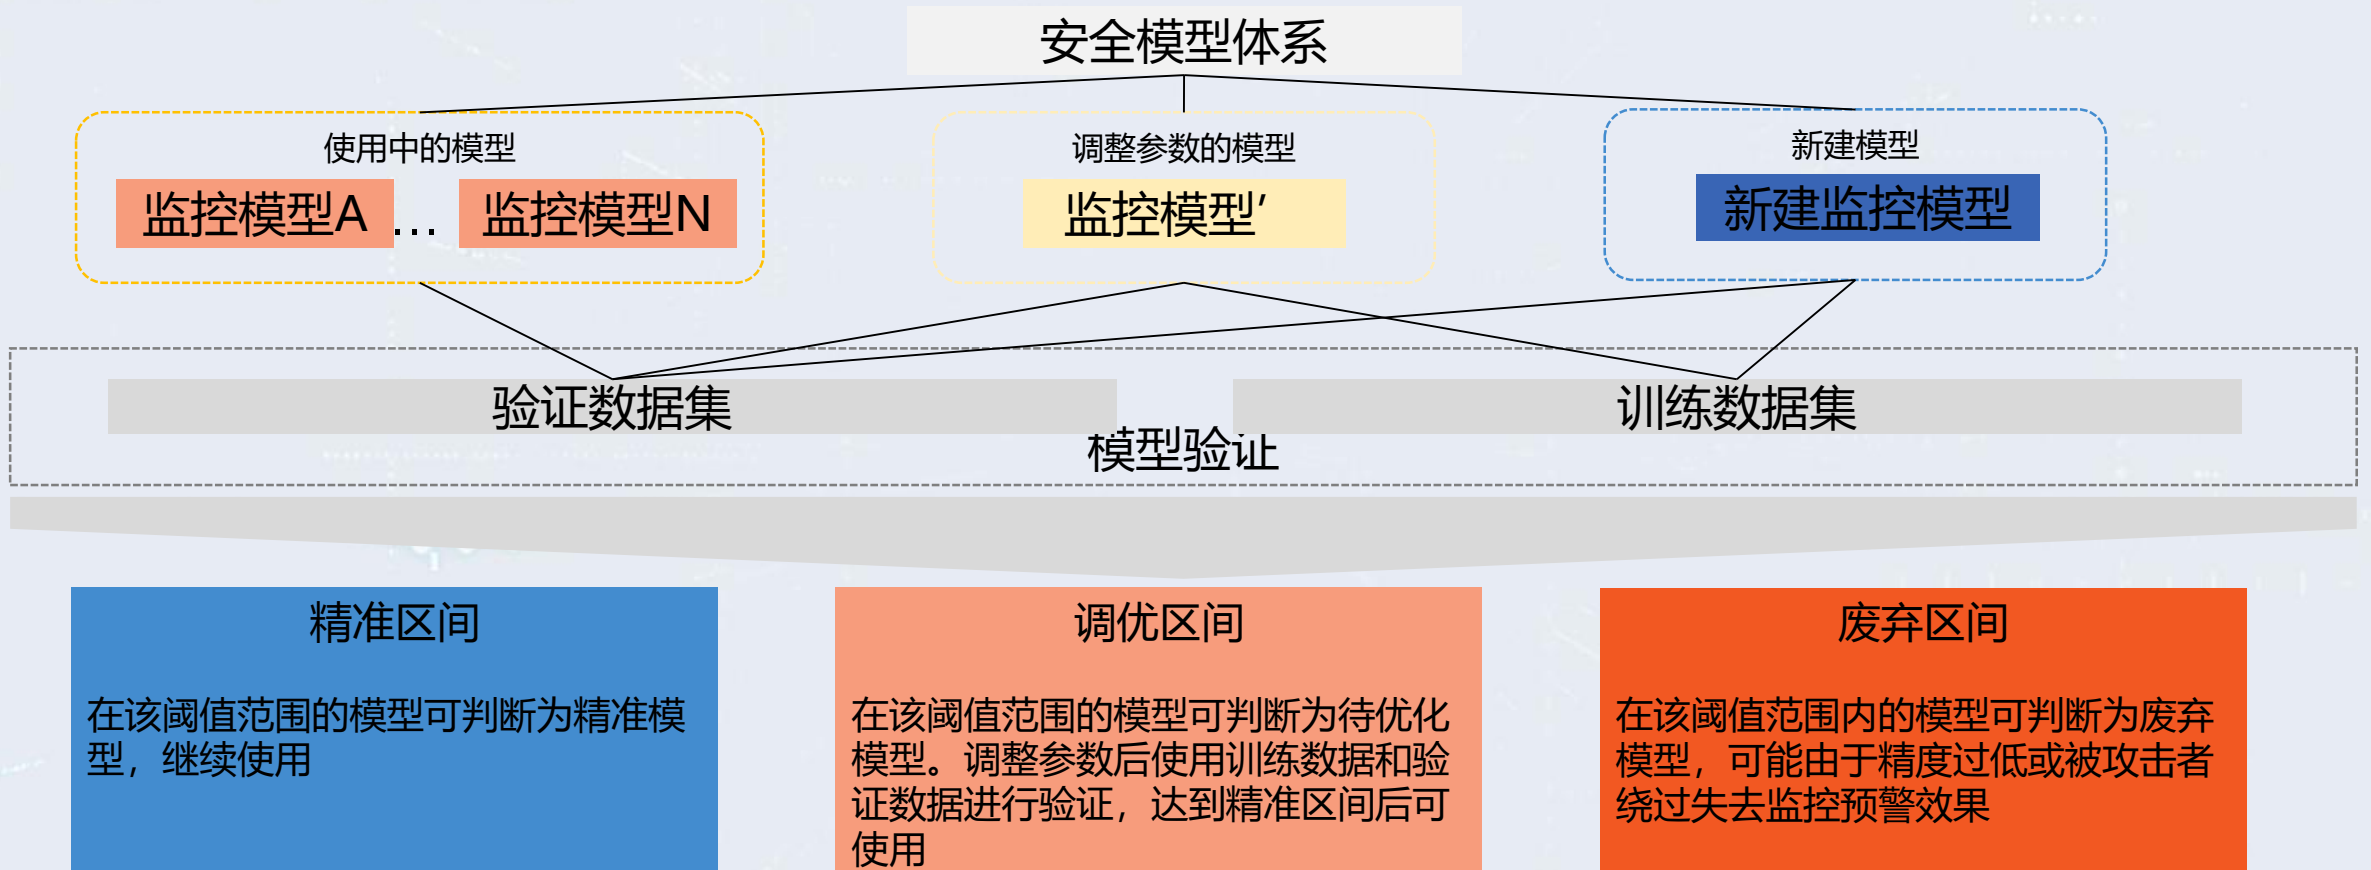 安全模型体系
使用中的模型
监控模型A
...
监控模型N
调整参数的模型
监控模型’
新建模型
新建监控模型
验证数据集
训练数据集
模型验证
精准区间
在该阈值范围的模型可判断为精准模
型，继续使用
调优区间
在该阈值范围的模型可判断为待优化
模型。调整参数后使用训练数据和验
证数据进行验证，达到精准区间后可
使用
废弃区间
在该阈值范围内的模型可判断为废弃
模型，可能由于精度过低或被攻击者
绕过失去监控预警效果